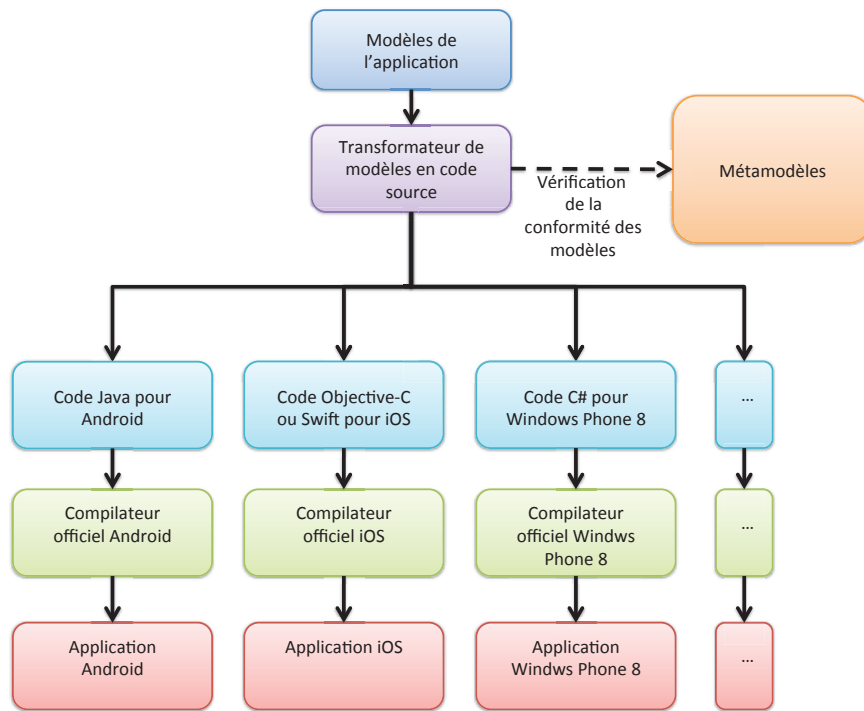 Modèles de
l'application
Transformateur de
modèles en code
source
Vérification
de la
conformité des
modèles
Métamodèles
Code Java pour
Android
Code Objective-C
ou Swift pour iOS
Code C# pour
Windows Phone 8
...
Compilateur
officiel Android
Compilateur
officiel iOS
Compilateur
officiel Windws
Phone 8
...
Application
Android
Application iOS
Application
Windws Phone 8
...